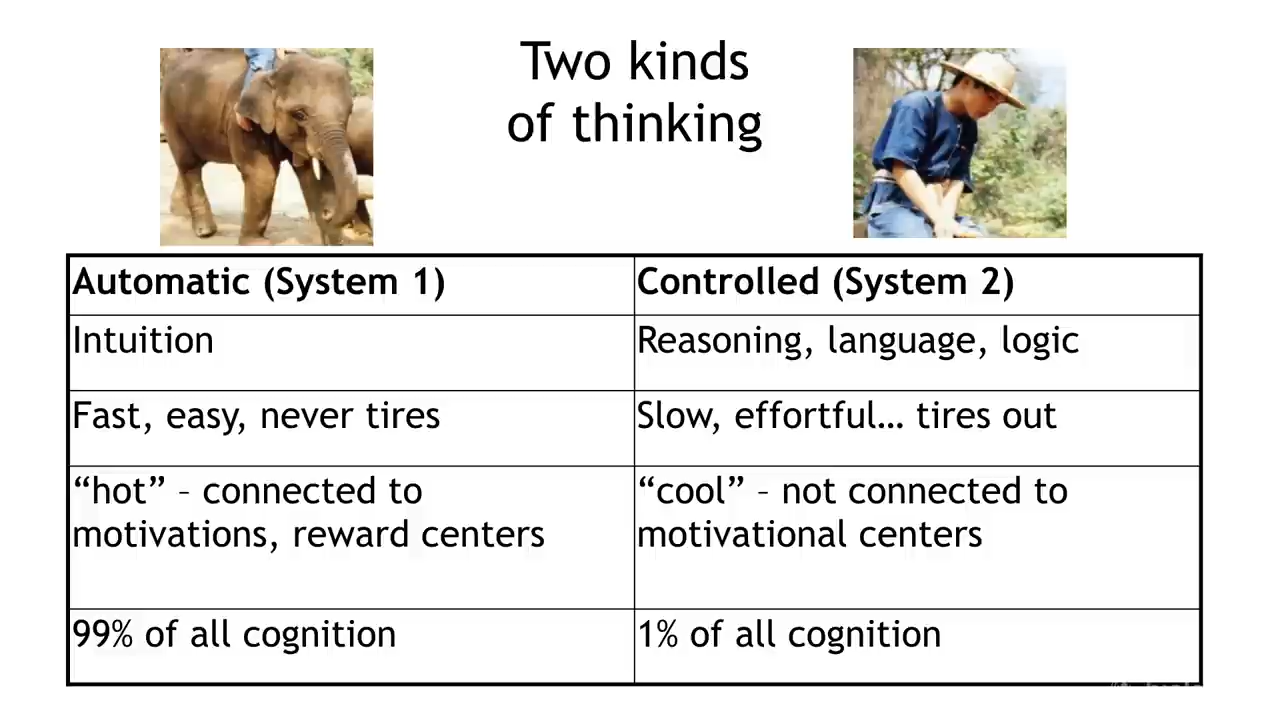 Two kinds
of thinking
Automatic (System 1)
Controlled (System 2)
Intuition
Reasoning, language, logic
Fast, easy, never tires
Slow, effortful… tires out
“hot” – connected to
motivations, reward centers
“cool” – not connected to
motivational centers
99% of all cognition
1% of all cognition